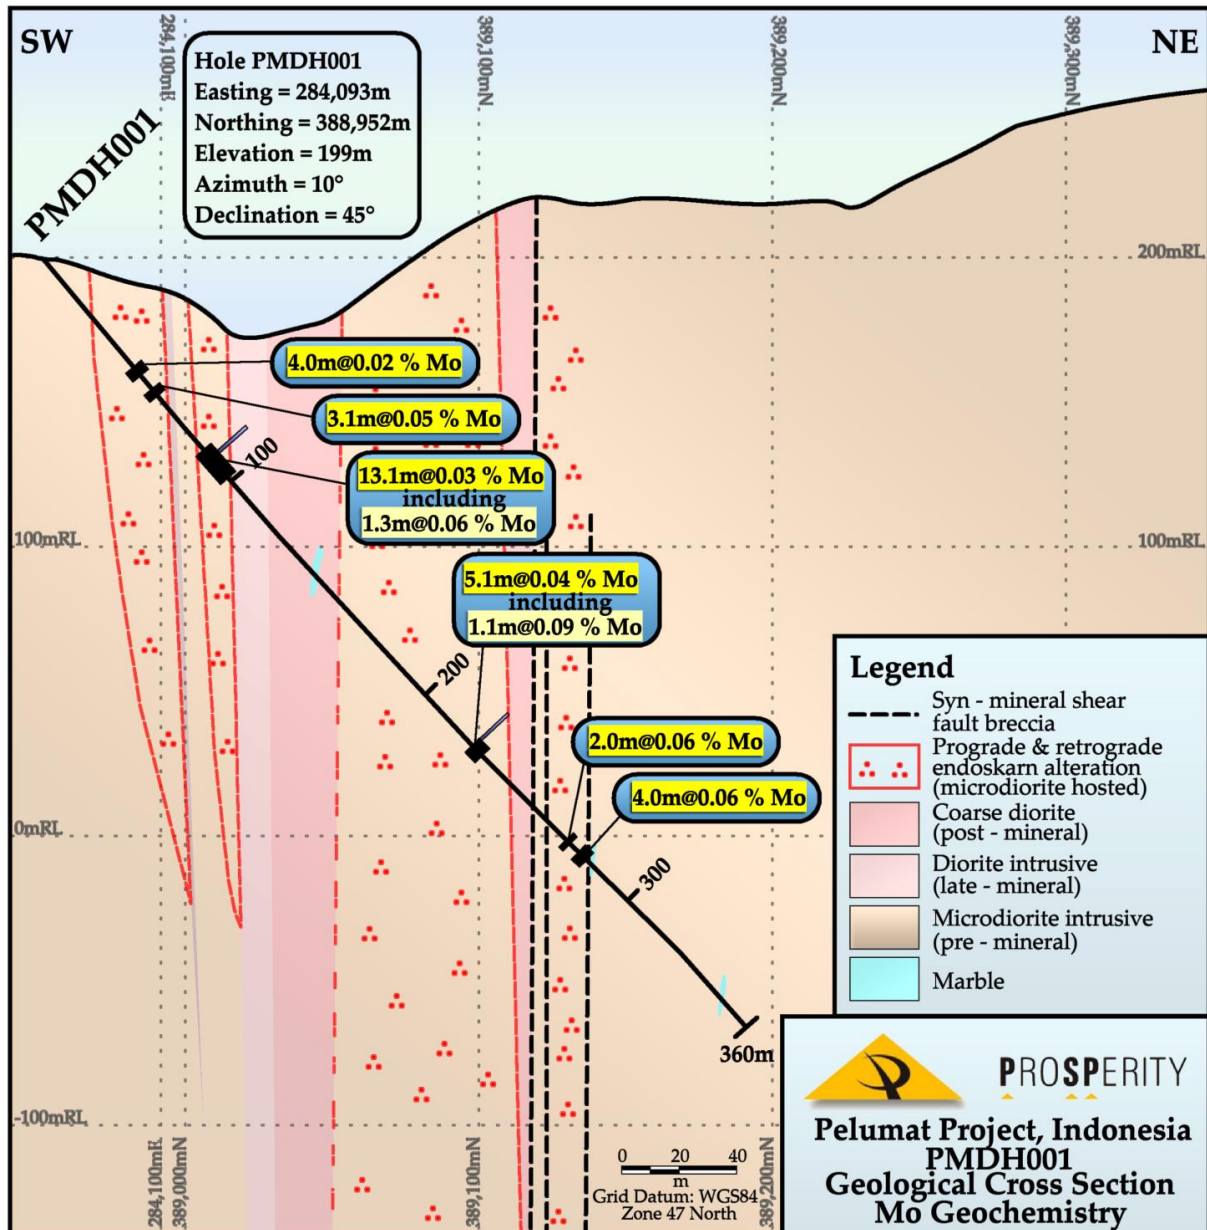 SW
NE
284,100mE
389,100mN
389,200mN
389,300mN
Hole PMDH001
Easting = 284,093m
Northing = 388,952m
Elevation = 199m
Azimuth = 10°
Declination = 45°
PMDH001
200mRL
4.0m@0.02 % Mo
3.1m@0.05 % Mo
100
13.1m@0.03 % Mo
including
1.3m@0.06 % Mo
100mRL
100mRL
5.1m@0.04 % Mo
including
1.1m@0.09 % Mo
200
2.0m@0.06 % Mo
4.0m@0.06 % Mo
0mRL
300
360m
Legend
Syn - mineral shear
fault breccia
Prograde & retrograde
endoskarn alteration
(microdiorite hosted)
Coarse diorite
(post - mineral)
Diorite intrusive
(late - mineral)
Microdiorite intrusive
(pre - mineral)
Marble
-100mRL
284,100mE
389,000mN
389,100mN
389,200mN
0 20 40
m
Grid Datum: WGS84
Zone 47 North
PROSPERITY
Pelumat Project, Indonesia
PMDH001
Geological Cross Section
Mo Geochemistry